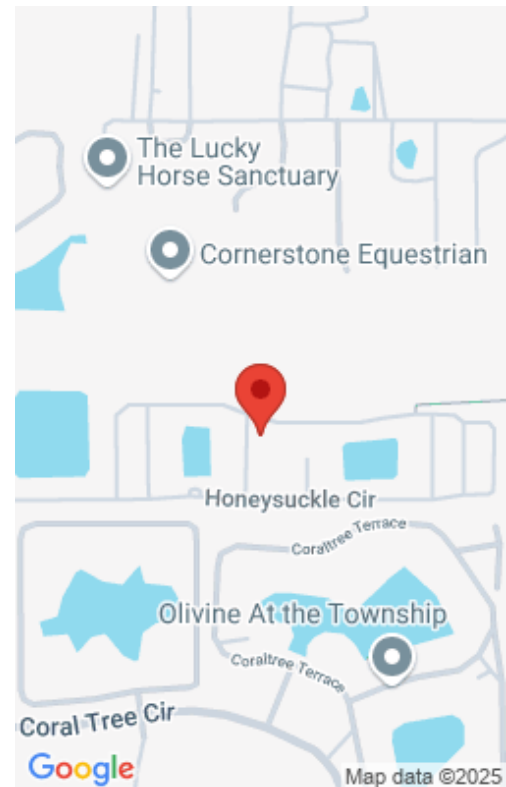 The Lucky
Horse Sanctuary
Cornerstone Equestrian
Honeysuckle Cir
Coraltree Terrace
Olivine At the Township
Coraltree Terrace
Coral Tree Cir
Google
Map data ©2025